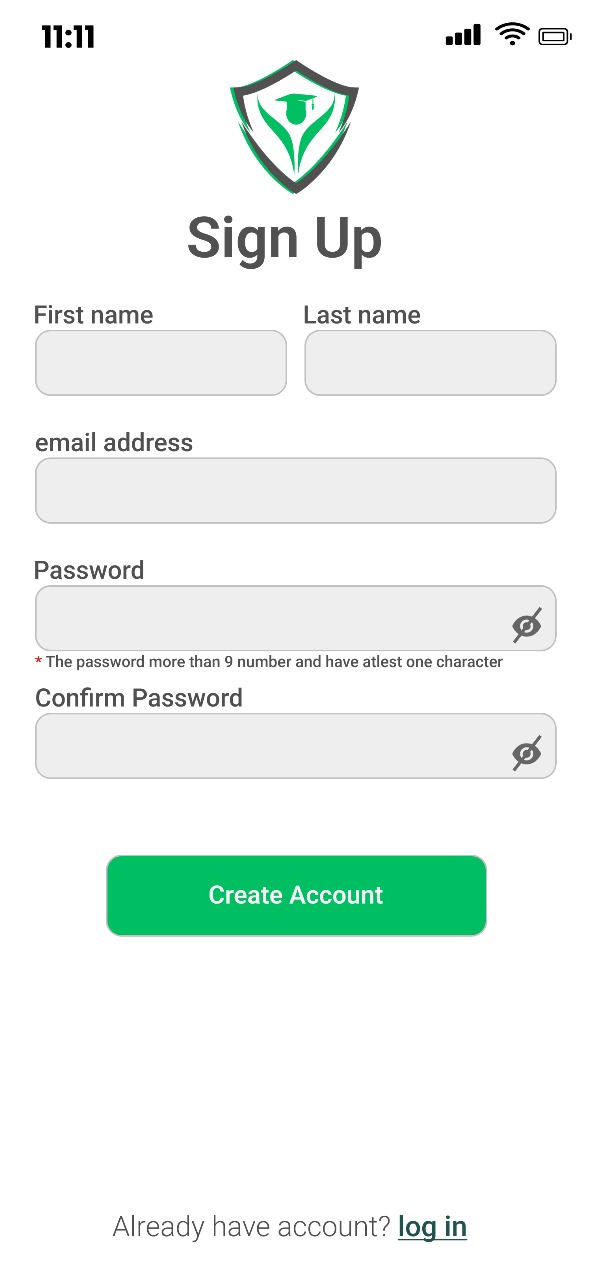 11:11
Sign Up
First name Last name
email address
Password
* The password more than 9 number and have atlest one character
Confirm Password
Create Account
Already have account? log in